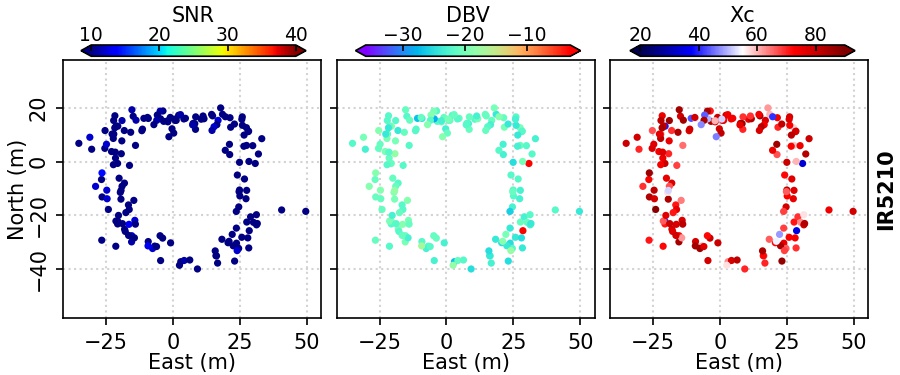 SNR DBV Xc
10 20 30 40 −30 −20 −10 20 40 60 80
20
0
−20
−40
North (m)
−25 0 25 50 −25 0 25 50 −25 0 25 50
East (m) East (m) East (m)
IR5210